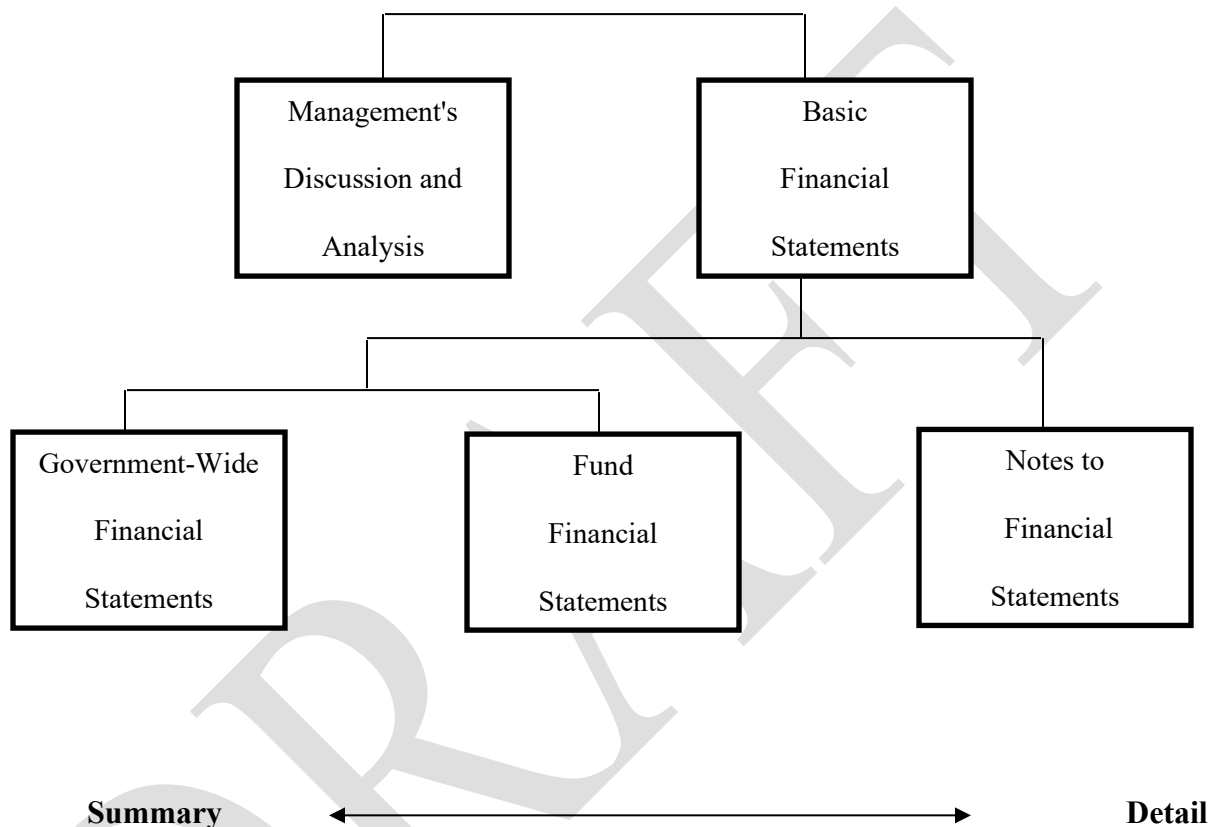 Management's
Discussion and
Analysis
Basic
Financial
Statements
Government-Wide
Financial
Statements
Fund
Financial
Statements
Notes to
Financial
Statements
Summary
Detail
DRAFT